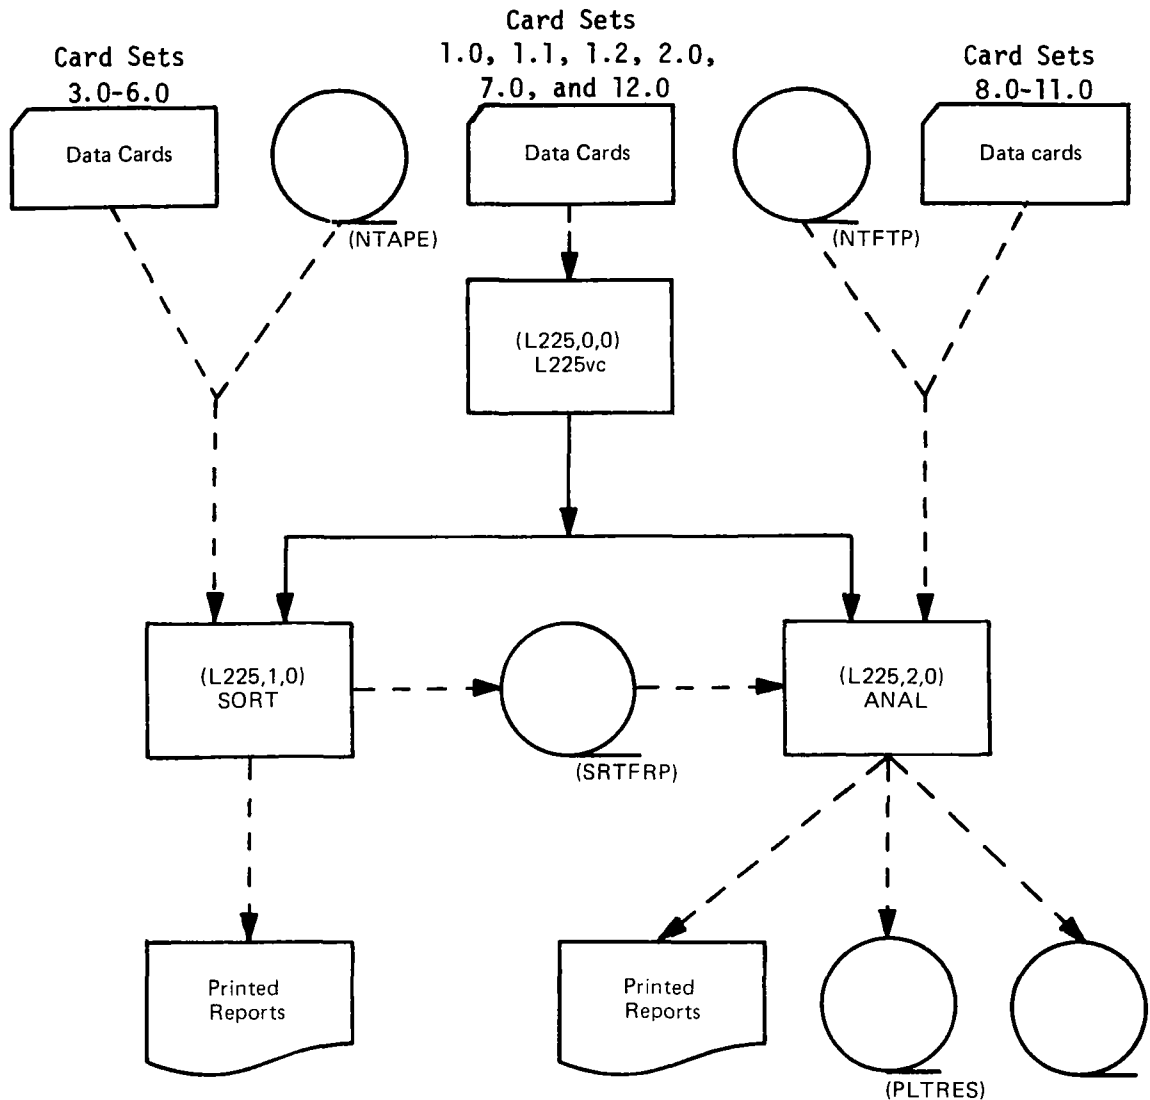 Card Sets
1.0, 1.1, 1.2, 2.0,
7.0, and 12.0
Card Sets
3.0-6.0
Card Sets
8.0-11.0
Data Cards
Data Cards
Data cards
(NTAPE)
(NTFTP)
(L225,0,0)
L225vc
(L225,1,0)
SORT
(L225,2,0)
ANAL
(SRTFRP)
Printed
Reports
Printed
Reports
(PLTRES)